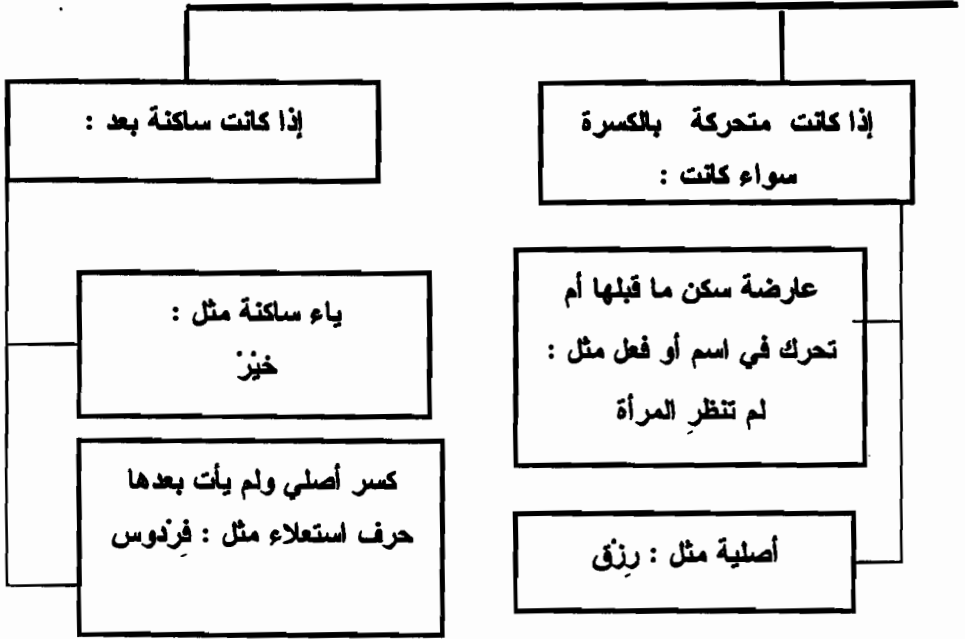 إذا كانت متحركة بالكسرة
سواء كانت :
عارضة سكن ما قبلها أم
تحرك في اسم أو فعل مثل :
لم تنظرِ المرأة
أصلية مثل : رِزْق
إذا كانت ساكنة بعد :
ياء ساكنة مثل :
خيْرْ
كسر أصلي ولم يأت بعدها
حرف استعلاء مثل : فِرْدوس